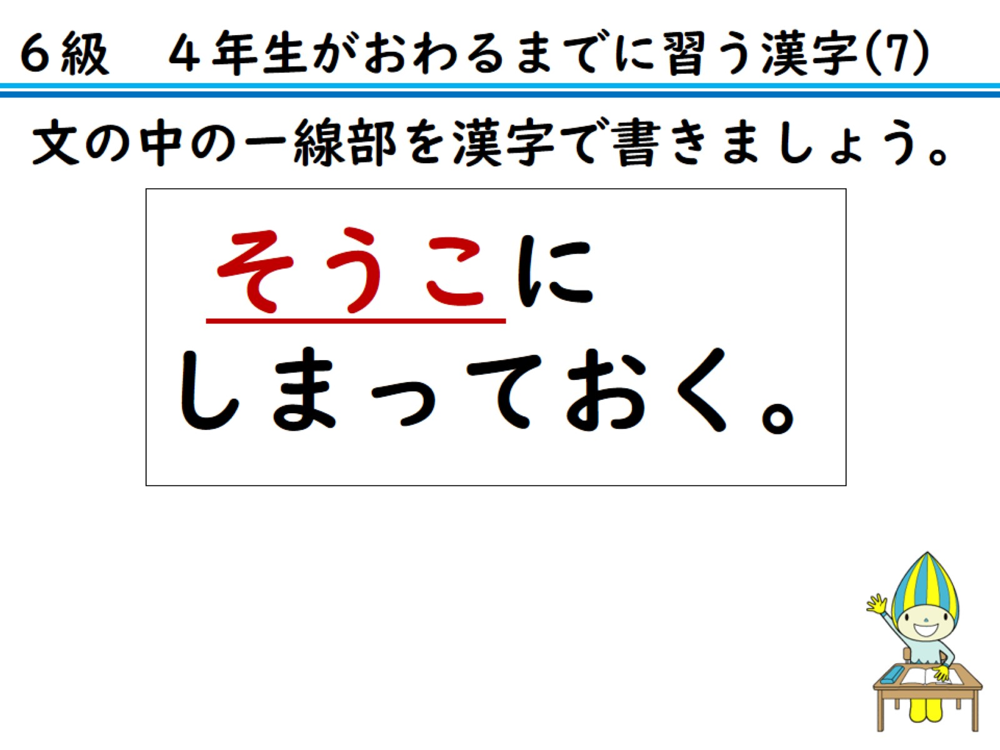 ６級　４年生がおわるまでに習う漢字(7)
文の中の一線部を漢字で書きましょう。
そうこに
しまっておく。